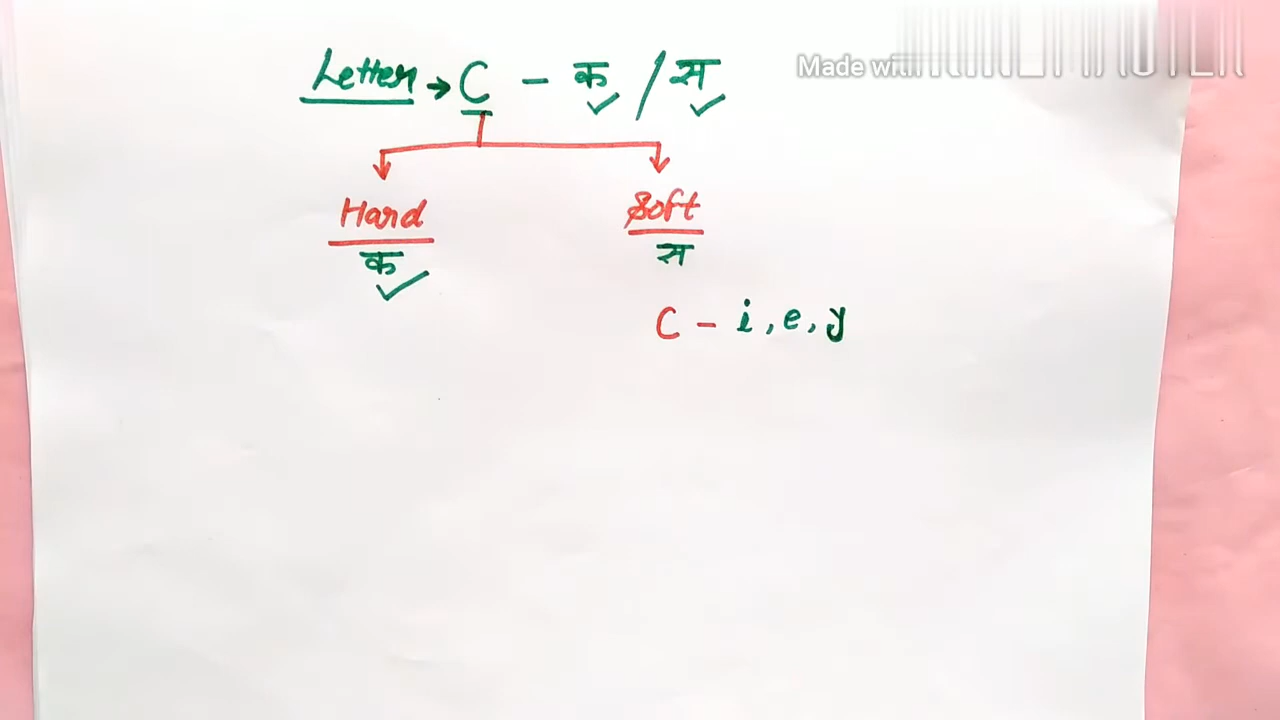 Letter → C - क / स
Hard Soft
क स
C - i, e, y
Made with